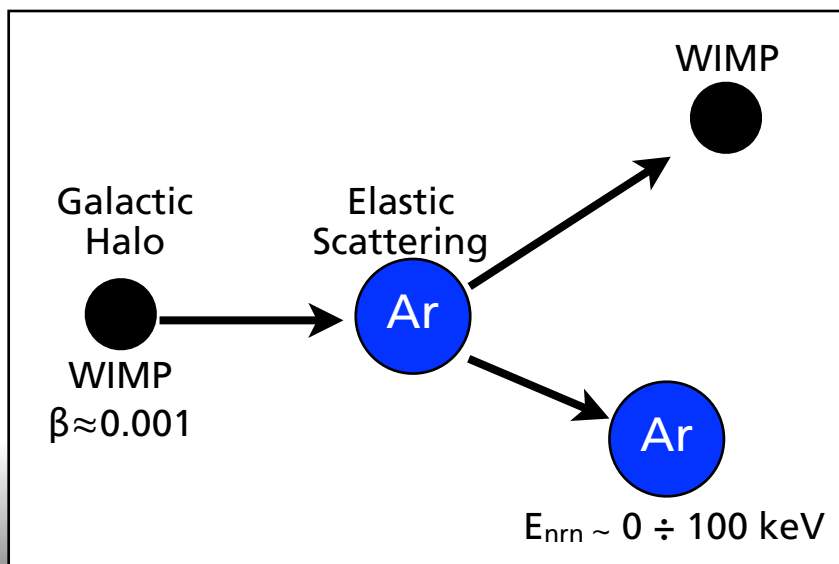 WIMP
Galactic
Halo
Elastic
Scattering
Ar
WIMP
β≈0.001
Ar
Enrn ~ 0 ÷ 100 keV